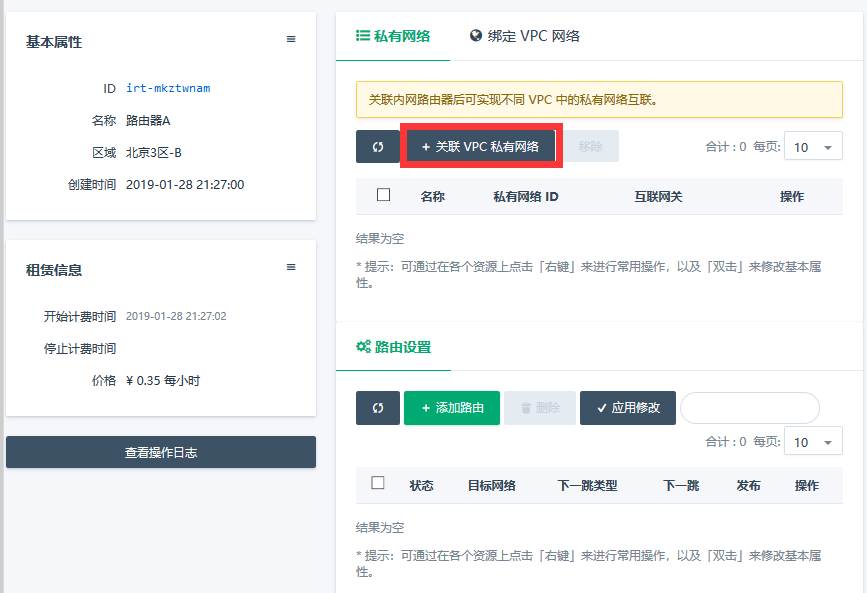 基本属性
ID irt-mkztwnam
名称 路由器A
区域 北京3区-B
创建时间 2019-01-28 21:27:00
租赁信息
开始计费时间 2019-01-28 21:27:02
停止计费时间
价格 ¥ 0.35 每小时
查看操作日志
私有网络 绑定 VPC 网络
关联内网路由器后可实现不同 VPC 中的私有网络互联。
+ 关联 VPC 私有网络 移除 合计：0 每页: 10
名称 私有网络 ID 互联网关 操作
结果为空
* 提示：可通过在各个资源上点击「右键」来进行常用操作，以及「双击」来修改基本属
性。
路由设置
+ 添加路由 删除 应用修改
合计：0 每页: 10
状态 目标网络 下一跳类型 下一跳 发布 操作
结果为空
* 提示：可通过在各个资源上点击「右键」来进行常用操作，以及「双击」来修改基本属
性。